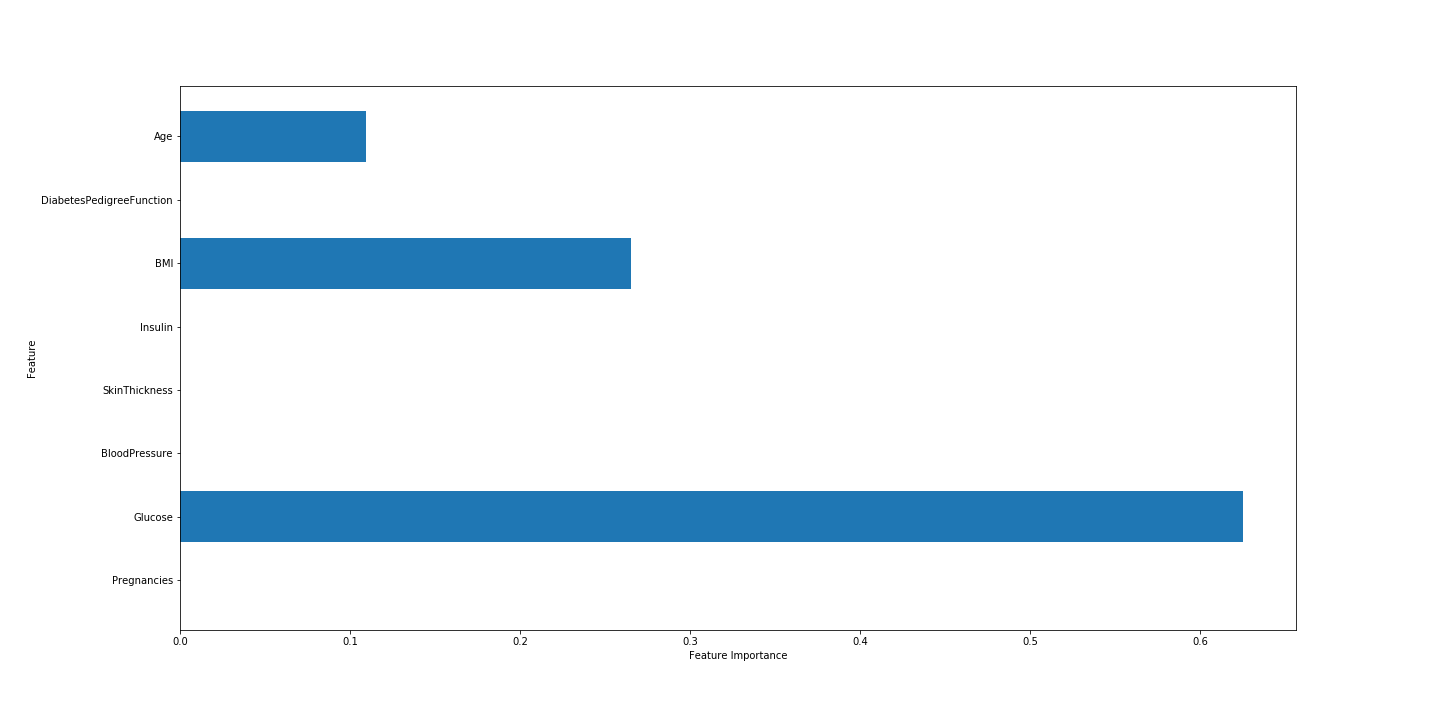 Age
DiabetesPedigreeFunction
BMI
Insulin
Feature
SkinThickness
BloodPressure
Glucose
Pregnancies
0.0 0.1 0.2 0.3 0.4 0.5 0.6
Feature Importance